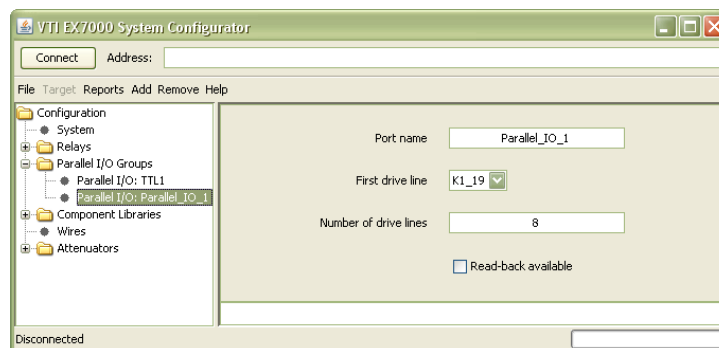 VTI EX7000 System Configurator
Connect Address:
File Target Reports Add Remove Help
Configuration
System
Relays
Parallel I/O Groups
Parallel I/O: TTL1
Parallel I/O: Parallel_IO_1
Component Libraries
Wires
Attenuators
Port name Parallel_IO_1
First drive line K1_19
Number of drive lines 8
Read-back available
Disconnected